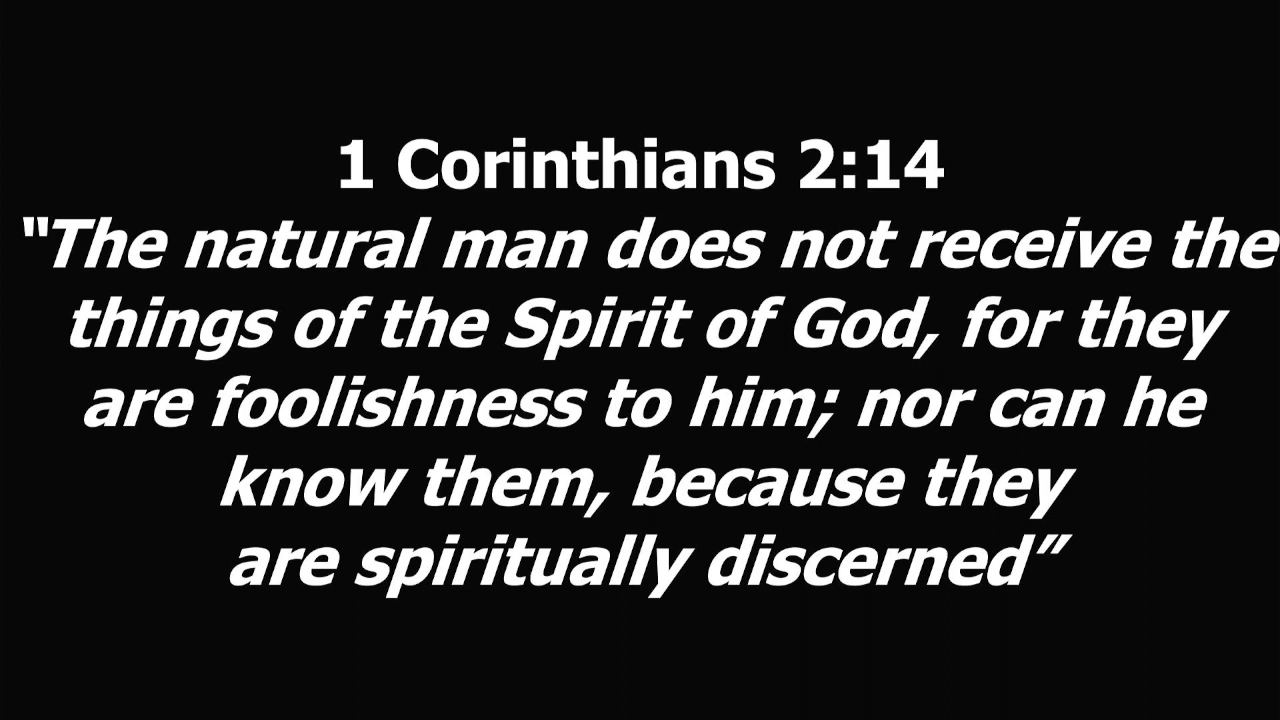 1 Corinthians 2:14
“The natural man does not receive the
things of the Spirit of God, for they
are foolishness to him; nor can he
know them, because they
are spiritually discerned”